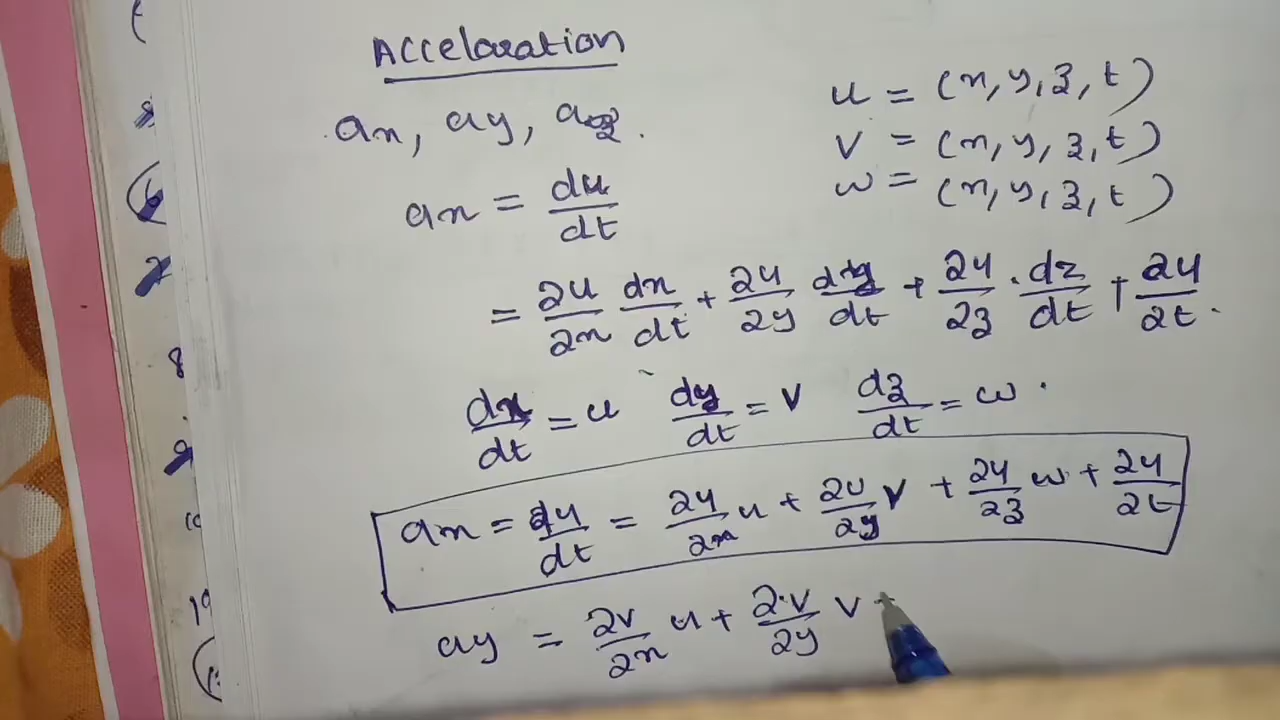 Accelaration
ax, ay, az.
u = (x, y, z, t)
v = (x, y, z, t)
w = (x, y, z, t)
ax = du/dt
= ∂u/∂x dx/dt + ∂u/∂y dy/dt + ∂u/∂z . dz/dt + ∂u/∂t .
dx/dt = u dy/dt = v dz/dt = w .
ax = du/dt = ∂u/∂x u + ∂u/∂y v + ∂u/∂z w + ∂u/∂t
ay = ∂v/∂x u + ∂v/∂y v +